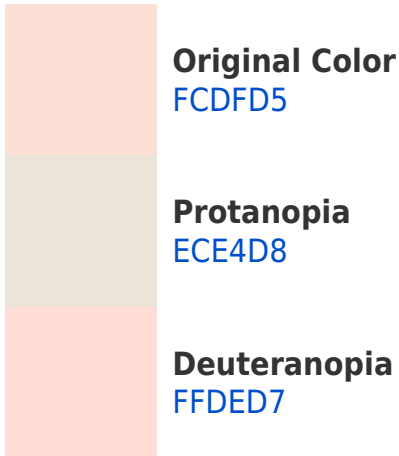 Original Color
FCDFD5
Protanopia
ECE4D8
Deuteranopia
FFDED7